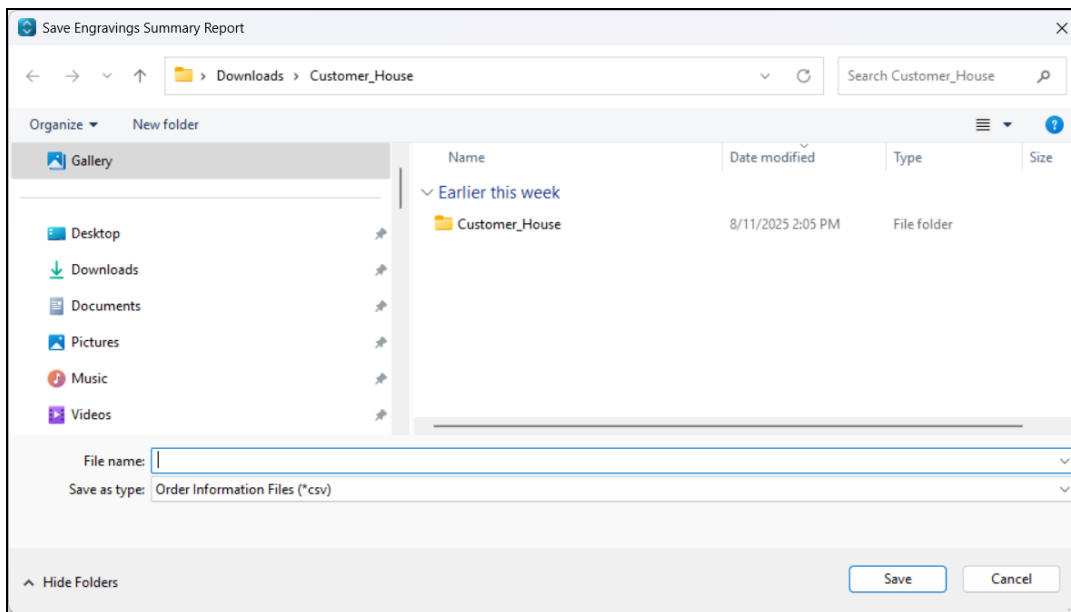 Save Engravings Summary Report
Downloads > Customer_House
Search Customer_House
Organize
New folder
Gallery
Desktop
Downloads
Documents
Pictures
Music
Videos
Name Date modified Type Size
Earlier this week
Customer_House 8/11/2025 2:05 PM File folder
File name:
Save as type: Order Information Files (*csv)
Hide Folders
Save
Cancel